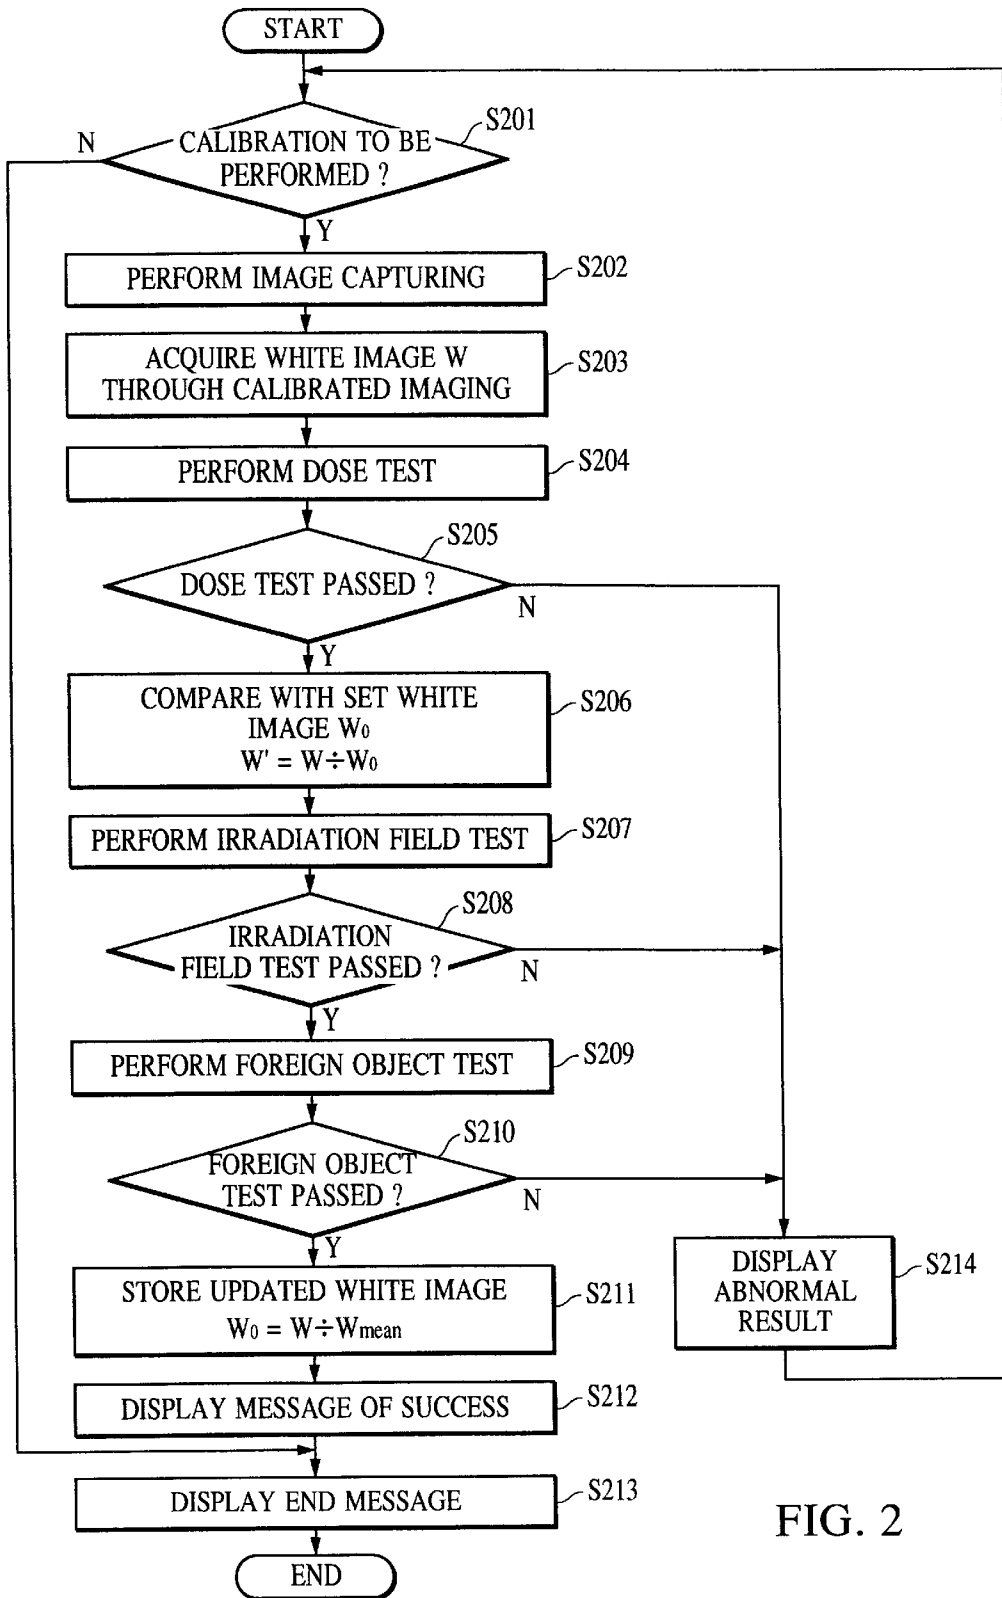 START
S201
N
CALIBRATION TO BE
PERFORMED ?
Y
PERFORM IMAGE CAPTURING
S202
ACQUIRE WHITE IMAGE W
THROUGH CALIBRATED IMAGING
S203
PERFORM DOSE TEST
S204
S205
DOSE TEST PASSED ?
N
Y
COMPARE WITH SET WHITE
IMAGE W0
W' = W÷W0
S206
PERFORM IRRADIATION FIELD TEST
S207
S208
IRRADIATION
FIELD TEST PASSED ?
N
Y
PERFORM FOREIGN OBJECT TEST
S209
S210
FOREIGN OBJECT
TEST PASSED ?
N
Y
STORE UPDATED WHITE IMAGE
W0 = W÷Wmean
S211
DISPLAY
ABNORMAL
RESULT
S214
DISPLAY MESSAGE OF SUCCESS
S212
DISPLAY END MESSAGE
S213
END
FIG. 2